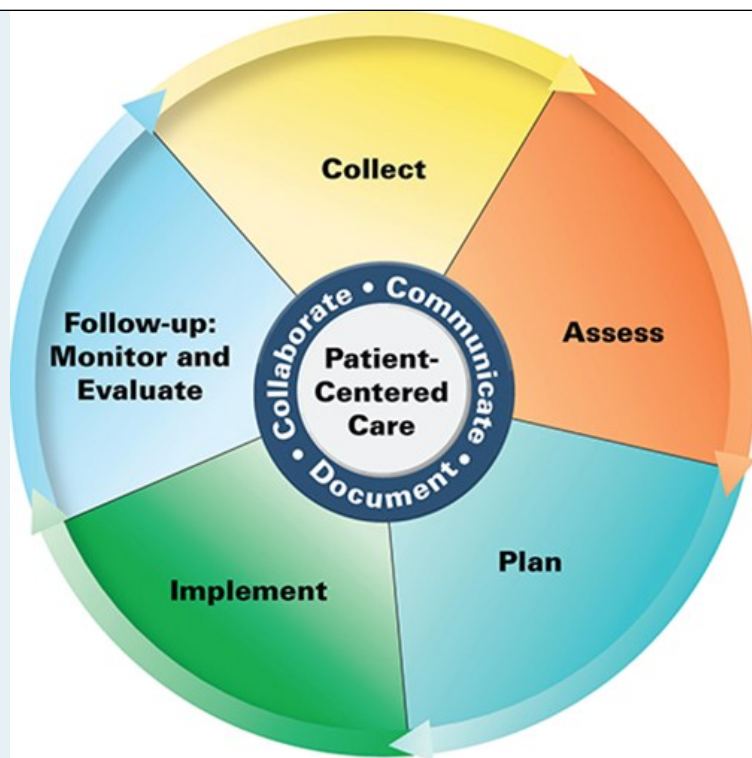 Collect
Assess
Plan
Implement
Follow-up:
Monitor and
Evaluate
Collaborate • Communicate • Document •
Patient-
Centered
Care